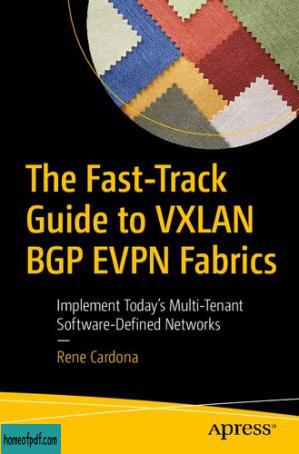 The Fast-Track
Guide to VXLAN
BGP EVPN Fabrics
Implement Today's Multi-Tenant
Software-Defined Networks
—
Rene Cardona
homeofpdf.com
Apress®